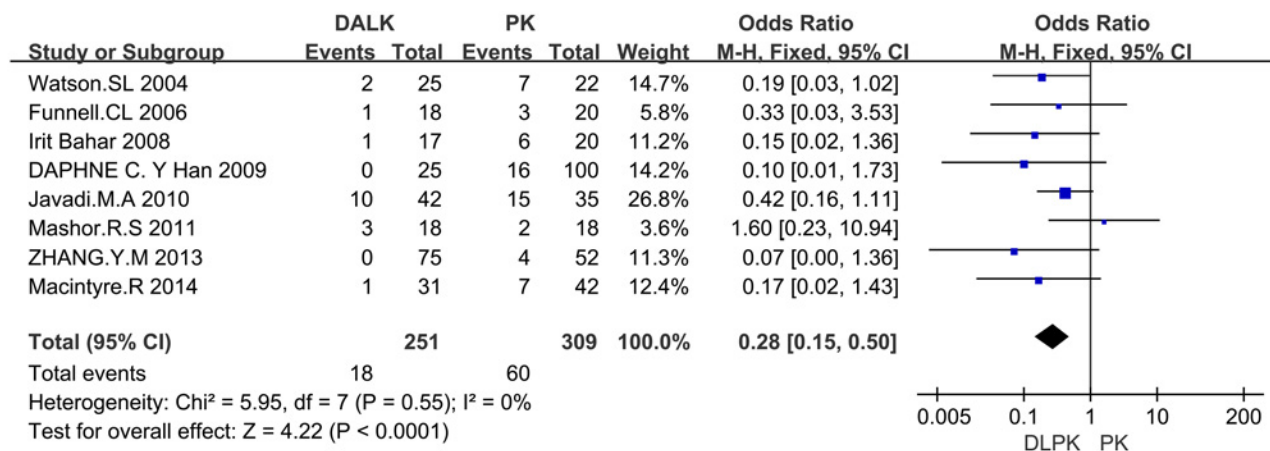 DALK PK Odds Ratio Odds Ratio
Study or Subgroup Events Total Events Total Weight M-H, Fixed, 95% CI M-H, Fixed, 95% CI
Watson.SL 2004 2 25 7 22 14.7% 0.19 [0.03, 1.02]
Funnell.CL 2006 1 18 3 20 5.8% 0.33 [0.03, 3.53]
Irit Bahar 2008 1 17 6 20 11.2% 0.15 [0.02, 1.36]
DAPHNE C. Y Han 2009 0 25 16 100 14.2% 0.10 [0.01, 1.73]
Javadi.M.A 2010 10 42 15 35 26.8% 0.42 [0.16, 1.11]
Mashor.R.S 2011 3 18 2 18 3.6% 1.60 [0.23, 10.94]
ZHANG.Y.M 2013 0 75 4 52 11.3% 0.07 [0.00, 1.36]
Macintyre.R 2014 1 31 7 42 12.4% 0.17 [0.02, 1.43]
Total (95% CI) 251 309 100.0% 0.28 [0.15, 0.50]
Total events 18 60
Heterogeneity: Chi² = 5.95, df = 7 (P = 0.55); I² = 0%
Test for overall effect: Z = 4.22 (P < 0.0001)
0.005 0.1 1 10 200
DLPK PK